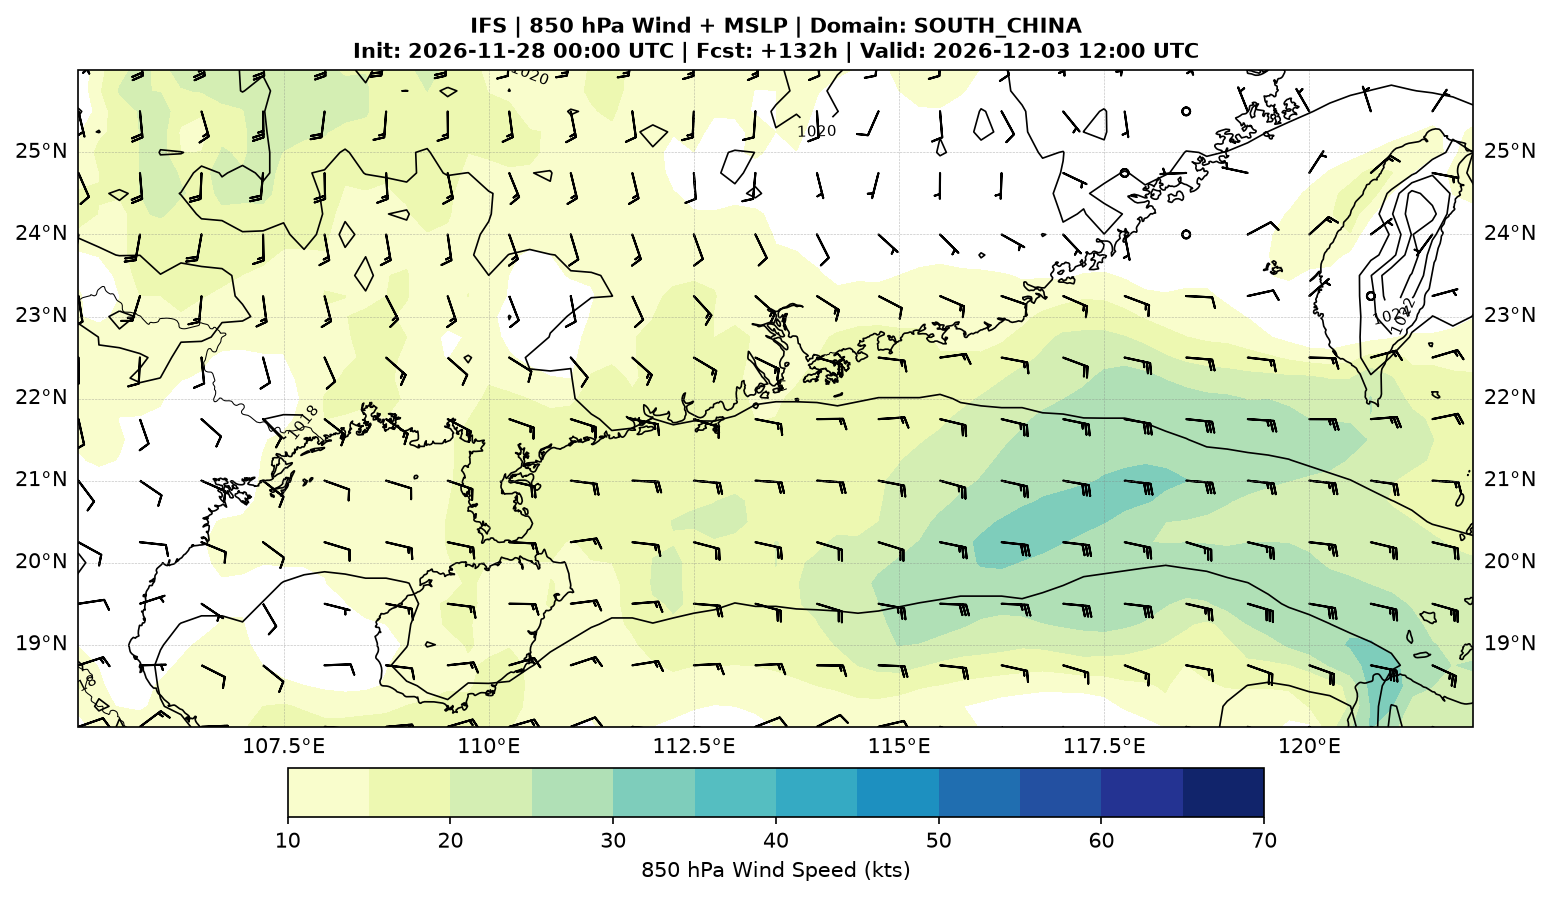 IFS | 850 hPa Wind + MSLP | Domain: SOUTH_CHINA
Init: 2026-11-28 00:00 UTC | Fcst: +132h | Valid: 2026-12-03 12:00 UTC
1020
1020
25°N
25°N
24°N
24°N
1022
1022
23°N
23°N
22°N
22°N
1018
21°N
21°N
20°N
20°N
19°N
19°N
107.5°E
110°E
112.5°E
115°E
117.5°E
120°E
10
20
30
40
50
60
70
850 hPa Wind Speed (kts)